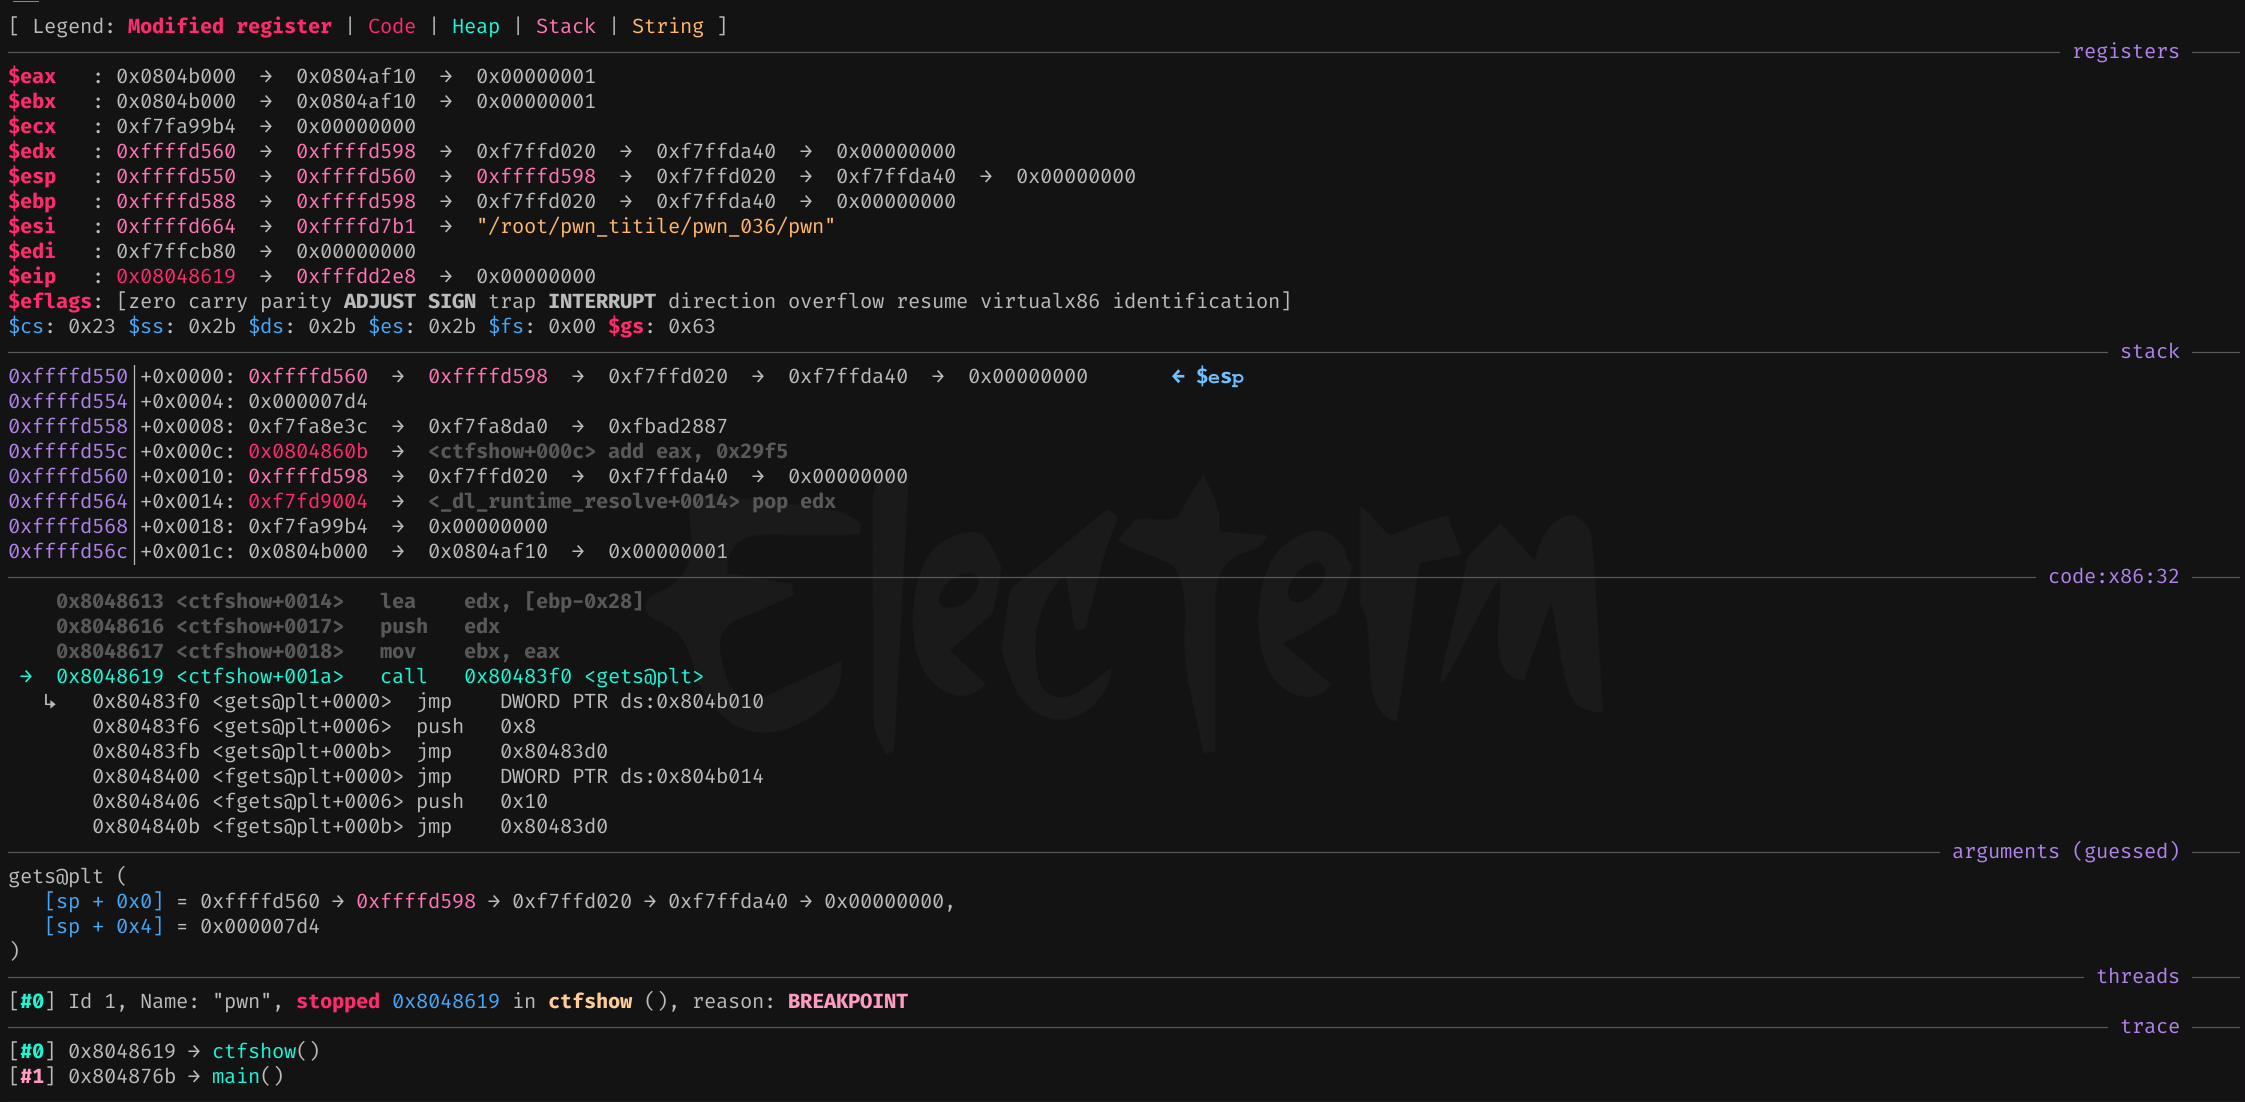 [ Legend: Modified register | Code | Heap | Stack | String ]
registers
$eax   : 0x0804b000  →  0x0804af10  →  0x00000001
$ebx   : 0x0804b000  →  0x0804af10  →  0x00000001
$ecx   : 0xf7fa99b4  →  0x00000000
$edx   : 0xffffd560  →  0xffffd598  →  0xf7ffd020  →  0xf7ffda40  →  0x00000000
$esp   : 0xffffd550  →  0xffffd560  →  0xffffd598  →  0xf7ffd020  →  0xf7ffda40  →  0x00000000
$ebp   : 0xffffd588  →  0xffffd598  →  0xf7ffd020  →  0xf7ffda40  →  0x00000000
$esi   : 0xffffd664  →  0xffffd7b1  →  "/root/pwn_titile/pwn_036/pwn"
$edi   : 0xf7ffcb80  →  0x00000000
$eip   : 0x08048619  →  0xfffdd2e8  →  0x00000000
$eflags: [zero carry parity ADJUST SIGN trap INTERRUPT direction overflow resume virtualx86 identification]
$cs: 0x23 $ss: 0x2b $ds: 0x2b $es: 0x2b $fs: 0x00 $gs: 0x63
stack
0xffffd550│+0x0000: 0xffffd560  →  0xffffd598  →  0xf7ffd020  →  0xf7ffda40  →  0x00000000       ← $esp
0xffffd554│+0x0004: 0x000007d4
0xffffd558│+0x0008: 0xf7fa8e3c  →  0xf7fa8da0  →  0xfbad2887
0xffffd55c│+0x000c: 0x0804860b  →  <ctfshow+000c> add eax, 0x29f5
0xffffd560│+0x0010: 0xffffd598  →  0xf7ffd020  →  0xf7ffda40  →  0x00000000
0xffffd564│+0x0014: 0xf7fd9004  →  <_dl_runtime_resolve+0014> pop edx
0xffffd568│+0x0018: 0xf7fa99b4  →  0x00000000
0xffffd56c│+0x001c: 0x0804b000  →  0x0804af10  →  0x00000001
code:x86:32
0x8048613 <ctfshow+0014>   lea    edx, [ebp-0x28]
0x8048616 <ctfshow+0017>   push   edx
0x8048617 <ctfshow+0018>   mov    ebx, eax
→  0x8048619 <ctfshow+001a>   call   0x80483f0 <gets@plt>
↳   0x80483f0 <gets@plt+0000>  jmp    DWORD PTR ds:0x804b010
0x80483f6 <gets@plt+0006>  push   0x8
0x80483fb <gets@plt+000b>  jmp    0x80483d0
0x8048400 <fgets@plt+0000> jmp    DWORD PTR ds:0x804b014
0x8048406 <fgets@plt+0006> push   0x10
0x804840b <fgets@plt+000b> jmp    0x80483d0
Electerm
arguments (guessed)
gets@plt (
[sp + 0x0] = 0xffffd560 → 0xffffd598 → 0xf7ffd020 → 0xf7ffda40 → 0x00000000,
[sp + 0x4] = 0x000007d4
)
threads
[#0] Id 1, Name: "pwn", stopped 0x8048619 in ctfshow (), reason: BREAKPOINT
trace
[#0] 0x8048619 → ctfshow()
[#1] 0x804876b → main()